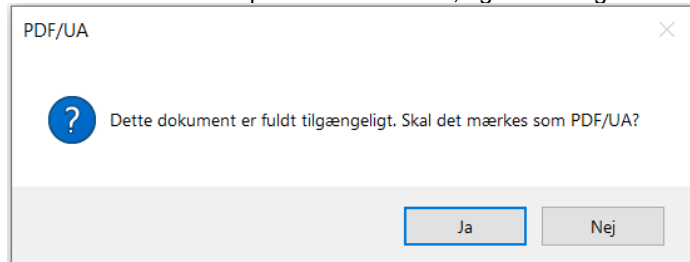 PDF/UA
Dette dokument er fuldt tilgængeligt. Skal det mærkes som PDF/UA?
Ja
Nej